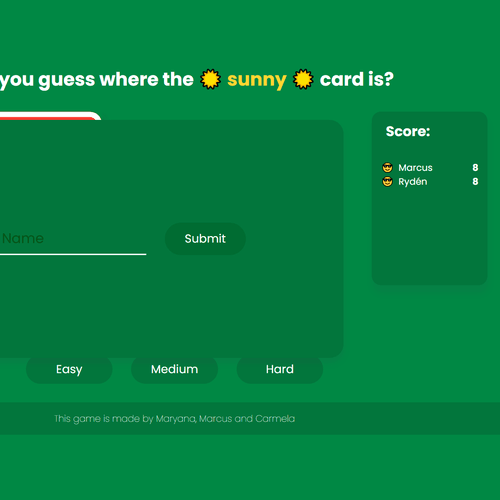 you guess where the sunny card is?
Score:
Marcus 8
Rydén 8
Name
Submit
Easy
Medium
Hard
This game is made by Maryana, Marcus and Carmela